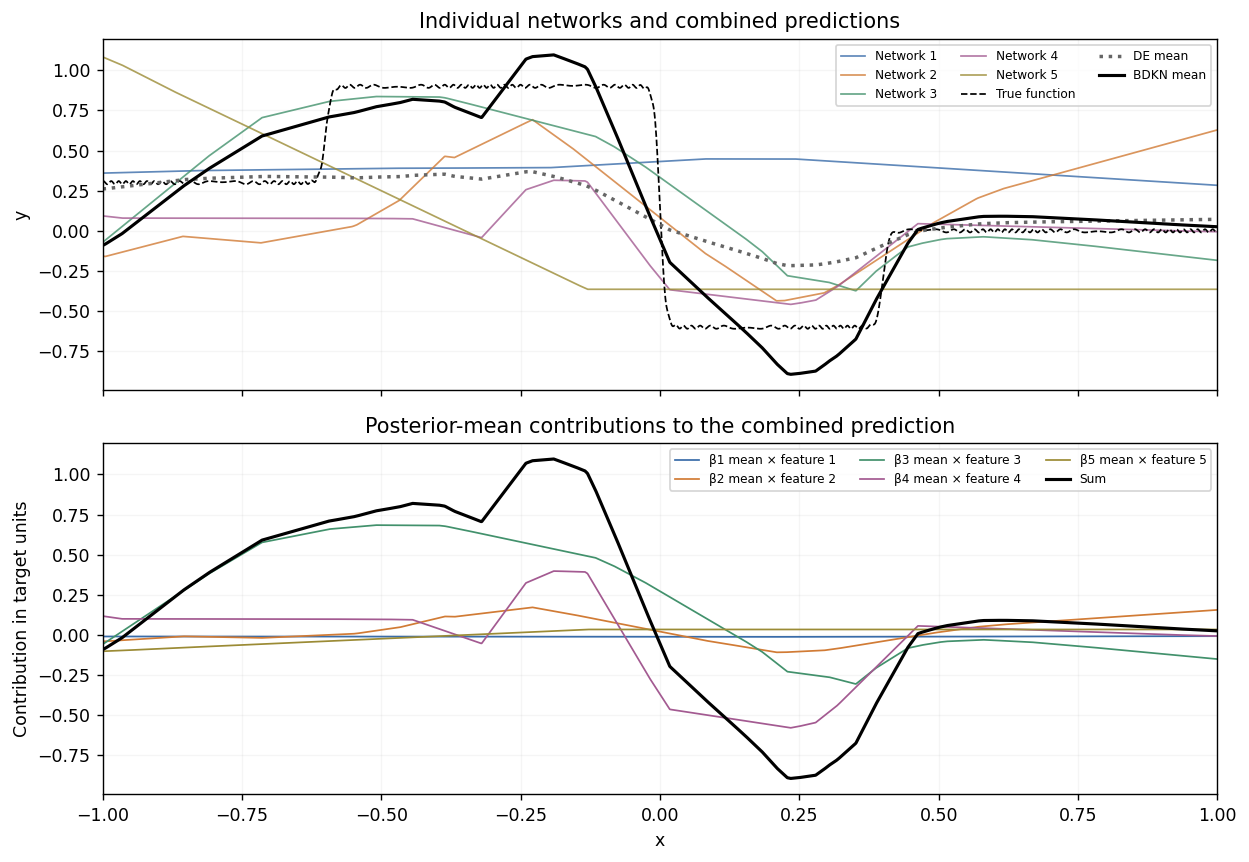 Individual networks and combined predictions
Network 1
Network 2
Network 3
Network 4
Network 5
True function
DE mean
BDKN mean
1.00
0.75
0.50
0.25
0.00
−0.25
−0.50
−0.75
y
Posterior-mean contributions to the combined prediction
β1 mean × feature 1
β2 mean × feature 2
β3 mean × feature 3
β4 mean × feature 4
β5 mean × feature 5
Sum
1.00
0.75
0.50
0.25
0.00
−0.25
−0.50
−0.75
Contribution in target units
−1.00 −0.75 −0.50 −0.25 0.00 0.25 0.50 0.75 1.00
x